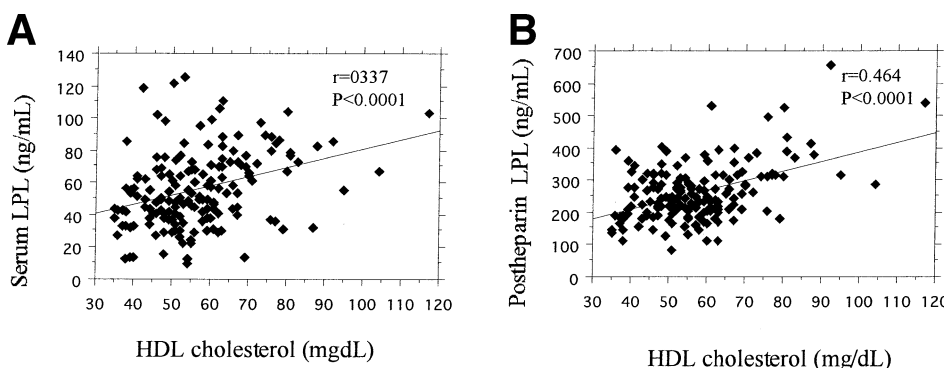 A
140
120
100
80
60
40
20
0
Serum LPL (ng/mL)
r=0337
P<0.0001
30 40 50 60 70 80 90 100 110 120
HDL cholesterol (mgdL)
B
700
600
500
400
300
200
100
0
Postheparin LPL (ng/mL)
r=0.464
P<0.0001
30 40 50 60 70 80 90 100 110 120
HDL cholesterol (mg/dL)